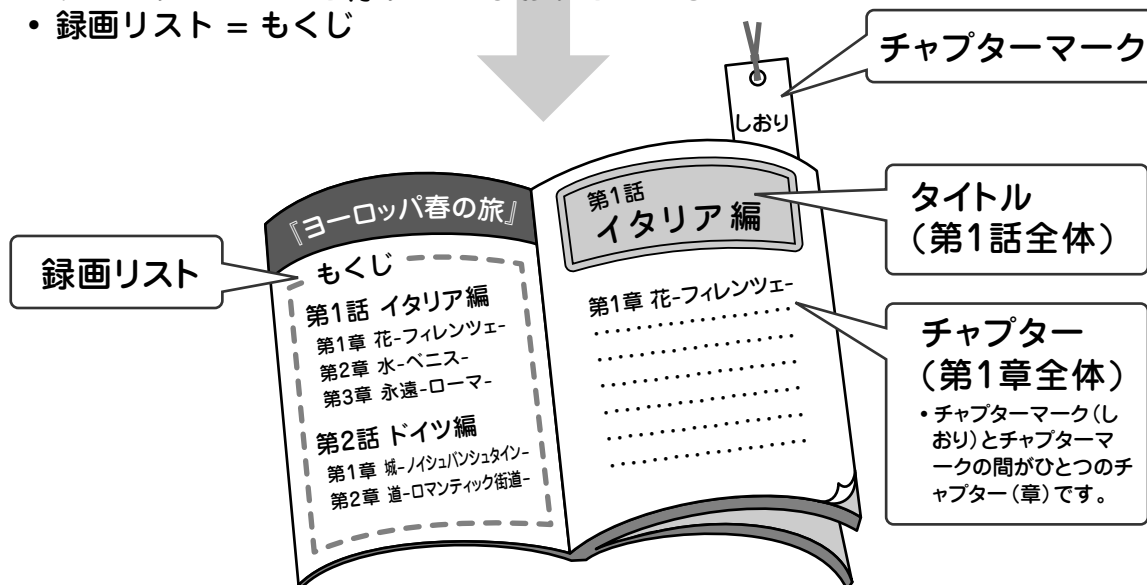 • 録画リスト = もくじ
チャプターマーク
しおり
『ヨーロッパ春の旅』
第1話
イタリア編
タイトル
（第1話全体）
録画リスト
もくじ
第1話 イタリア編
第1章 花-フィレンツェ-
第2章 水-ベニス-
第3章 永遠-ローマ-
第2話 ドイツ編
第1章 城-ノイシュバンシュタイン-
第2章 道-ロマンティック街道-
第1章 花-フィレンツェ-
チャプター
（第1章全体）
• チャプターマーク（し
おり）とチャプターマ
ークの間がひとつのチ
ャプター（章）です。